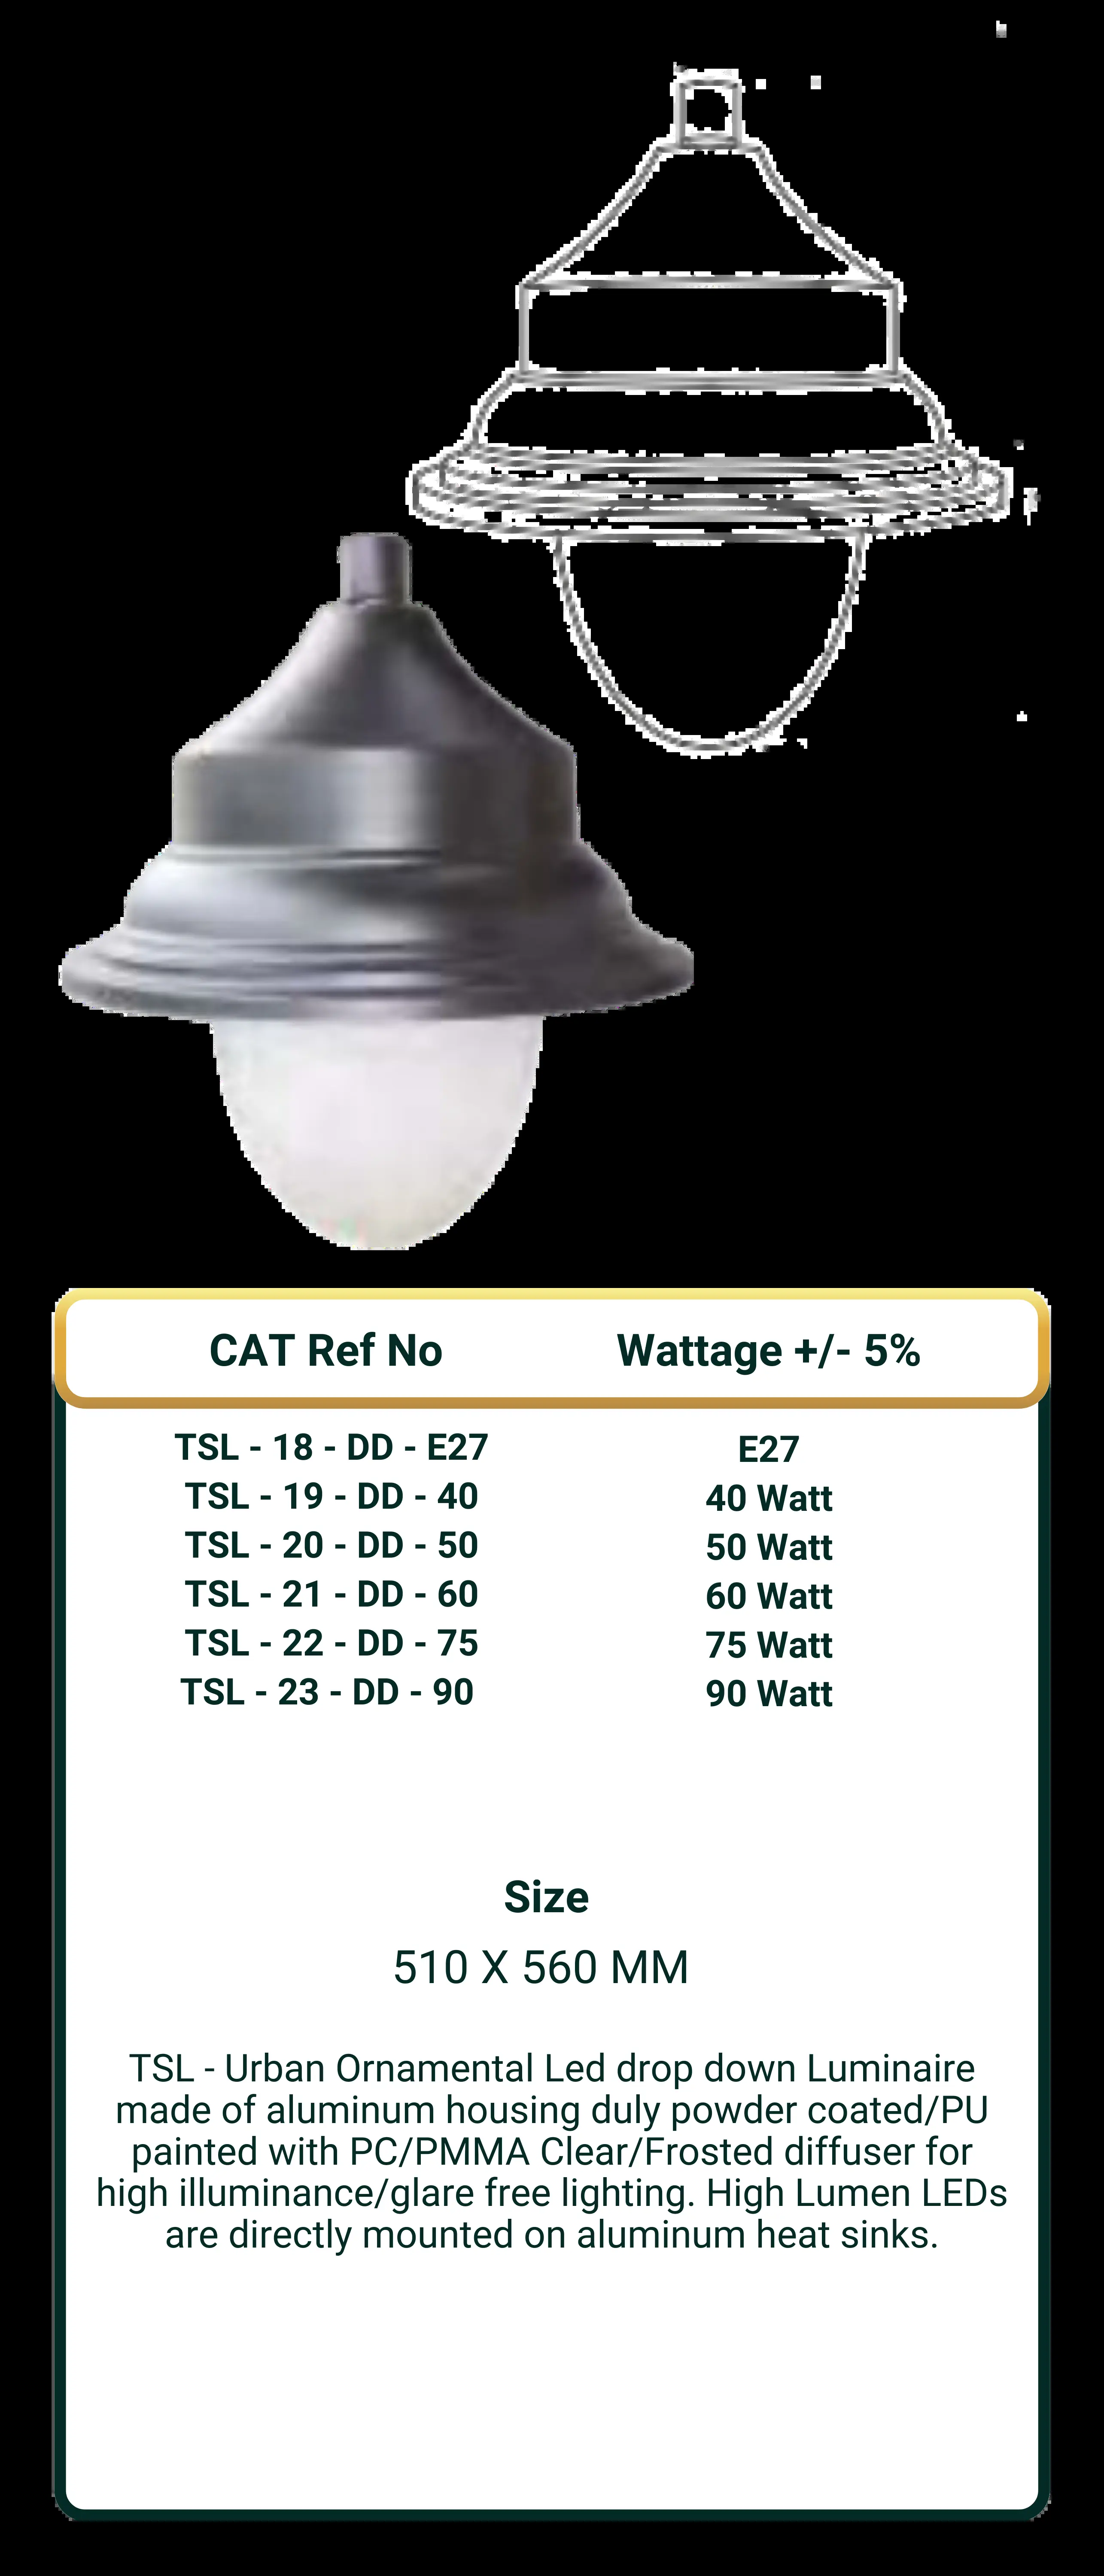 CAT Ref No Wattage +/- 5%
TSL - 18 - DD - E27 E27
TSL - 19 - DD - 40 40 Watt
TSL - 20 - DD - 50 50 Watt
TSL - 21 - DD - 60 60 Watt
TSL - 22 - DD - 75 75 Watt
TSL - 23 - DD - 90 90 Watt
Size
510 X 560 MM
TSL - Urban Ornamental Led drop down Luminaire
made of aluminum housing duly powder coated/PU
painted with PC/PMMA Clear/Frosted diffuser for
high illuminance/glare free lighting. High Lumen LEDs
are directly mounted on aluminum heat sinks.